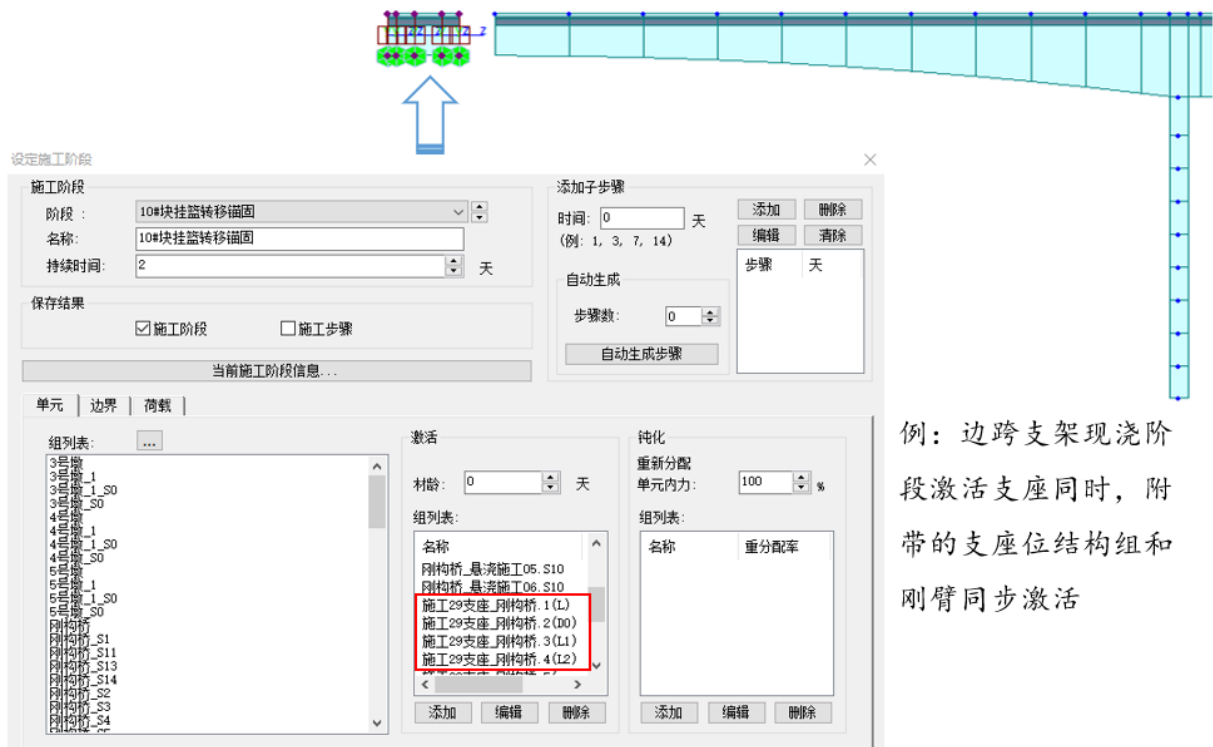 Z
设定施工阶段
施工阶段
阶段 :
10#块挂篮转移锚固
名称:
10#块挂篮转移锚固
持续时间:
2
天
保存结果
施工阶段
施工步骤
当前施工阶段信息...
添加子步骤
时间:
0
天
(例: 1, 3, 7, 14)
添加
删除
编辑
清除
步骤 天
自动生成
步骤数:
0
自动生成步骤
单元
边界
荷载
组列表:
...
3号墩
3号墩_1
3号墩_1_S0
3号墩_S0
4号墩
4号墩_1
4号墩_1_S0
4号墩_S0
5号墩
5号墩_1
5号墩_1_S0
5号墩_S0
刚构桥
刚构桥_S1
刚构桥_S11
刚构桥_S13
刚构桥_S14
刚构桥_S2
刚构桥_S3
刚构桥_S4
激活
材龄:
0
天
组列表:
名称
刚构桥_悬浇施工05.S10
刚构桥_悬浇施工06.S10
施工29支座_刚构桥.1(L)
施工29支座_刚构桥.2(D0)
施工29支座_刚构桥.3(L1)
施工29支座_刚构桥.4(L2)
添加
编辑
删除
钝化
重新分配
单元内力:
100
%
组列表:
名称 重分配率
添加
编辑
删除
例：边跨支架现浇阶
段激活支座同时，附
带的支座位结构组和
刚臂同步激活